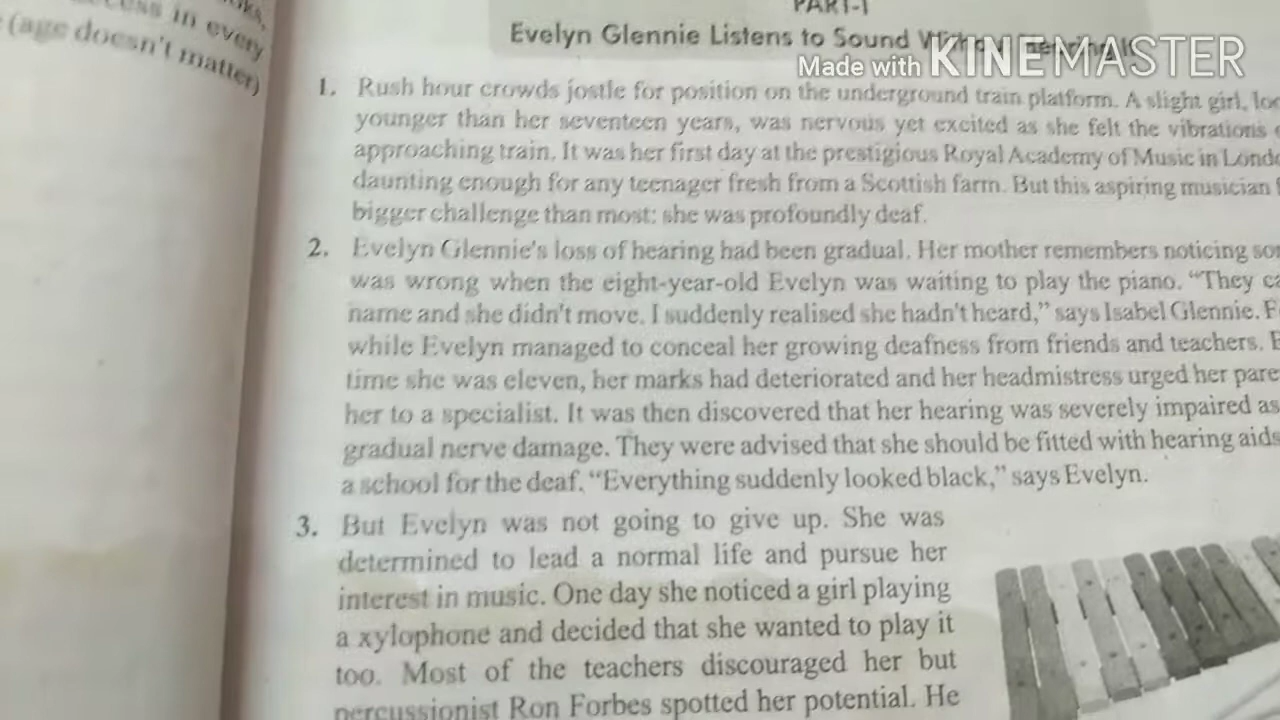 ks,
cess in every
(age doesn't matter)
PART-I
Evelyn Glennie Listens to Sound
Made with KINEMASTER
1. Rush hour crowds jostle for position on the underground train platform. A slight girl,
younger than her seventeen years, was nervous yet excited as she felt the vibrations
approaching train. It was her first day at the prestigious Royal Academy of Music in
daunting enough for any teenager fresh from a Scottish farm. But this aspiring musician
bigger challenge than most: she was profoundly deaf.
2. Evelyn Glennie's loss of hearing had been gradual. Her mother remembers noticing
was wrong when the eight-year-old Evelyn was waiting to play the piano. “They
name and she didn't move. I suddenly realised she hadn't heard,” says Isabel Glennie.
while Evelyn managed to conceal her growing deafness from friends and teachers.
time she was eleven, her marks had deteriorated and her headmistress urged her
her to a specialist. It was then discovered that her hearing was severely impaired as
gradual nerve damage. They were advised that she should be fitted with hearing aids
a school for the deaf. “Everything suddenly looked black,” says Evelyn.
3. But Evelyn was not going to give up. She was
determined to lead a normal life and pursue her
interest in music. One day she noticed a girl playing
a xylophone and decided that she wanted to play it
too. Most of the teachers discouraged her but
percussionist Ron Forbes spotted her potential. He